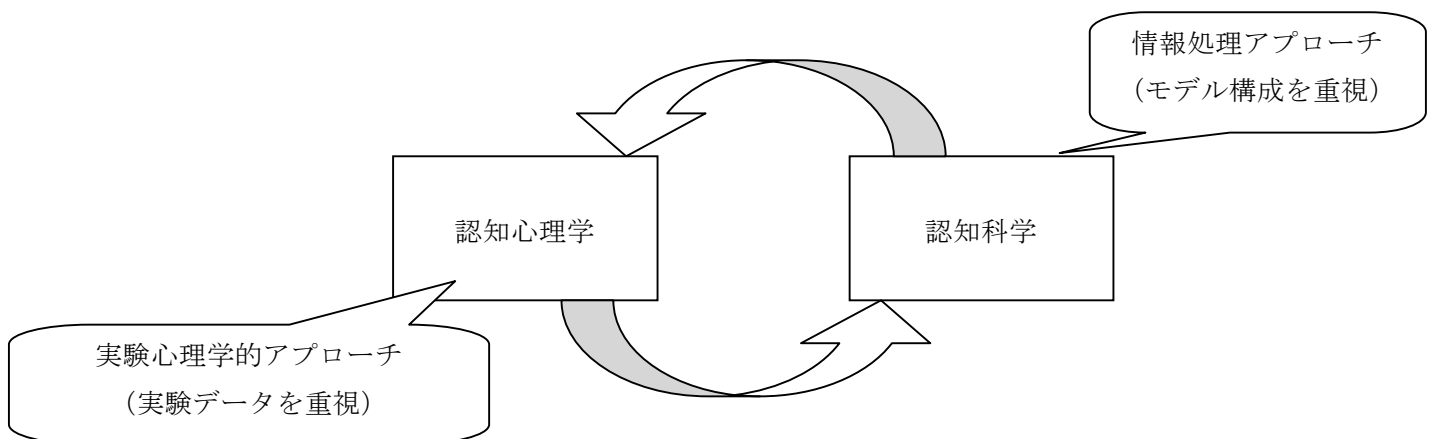 情報処理アプローチ
（モデル構成を重視）
認知心理学
認知科学
実験心理学的アプローチ
（実験データを重視）